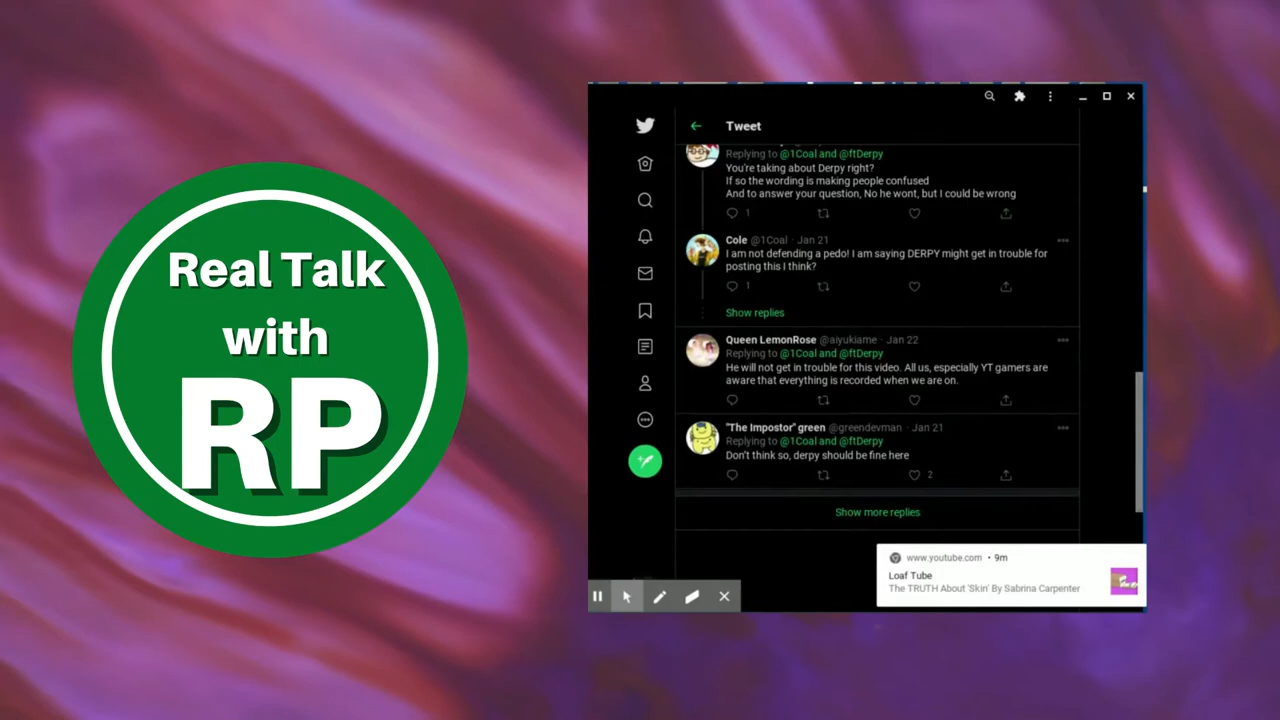 Real Talk
with
RP
Tweet
Replying to @1Coal and @ftDerpy
You're taking about Derpy right?
If so the wording is making people confused
And to answer your question, No he wont, but I could be wrong
1
Cole @1Coal · Jan 21
I am not defending a pedo! I am saying DERPY might get in trouble for
posting this I think?
1
Show replies
Queen LemonRose @aiyukiame · Jan 22
Replying to @1Coal and @ftDerpy
He will not get in trouble for this video. All us, especially YT gamers are
aware that everything is recorded when we are on.
"The Impostor" green @greendevman · Jan 21
Replying to @1Coal and @ftDerpy
Don't think so, derpy should be fine here
2
Show more replies
www.youtube.com • 9m
Loaf Tube
The TRUTH About 'Skin' By Sabrina Carpenter